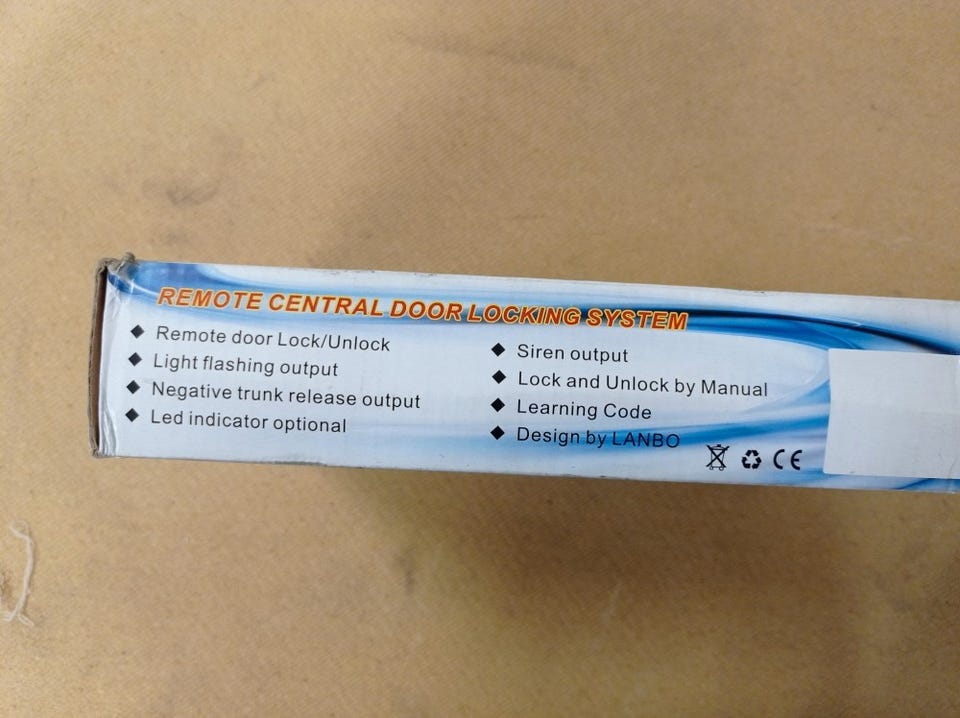 REMOTE CENTRAL DOOR LOCKING SYSTEM
Remote door Lock/Unlock
Light flashing output
Negative trunk release output
Led indicator optional
Siren output
Lock and Unlock by Manual
Learning Code
Design by LANBO
CE